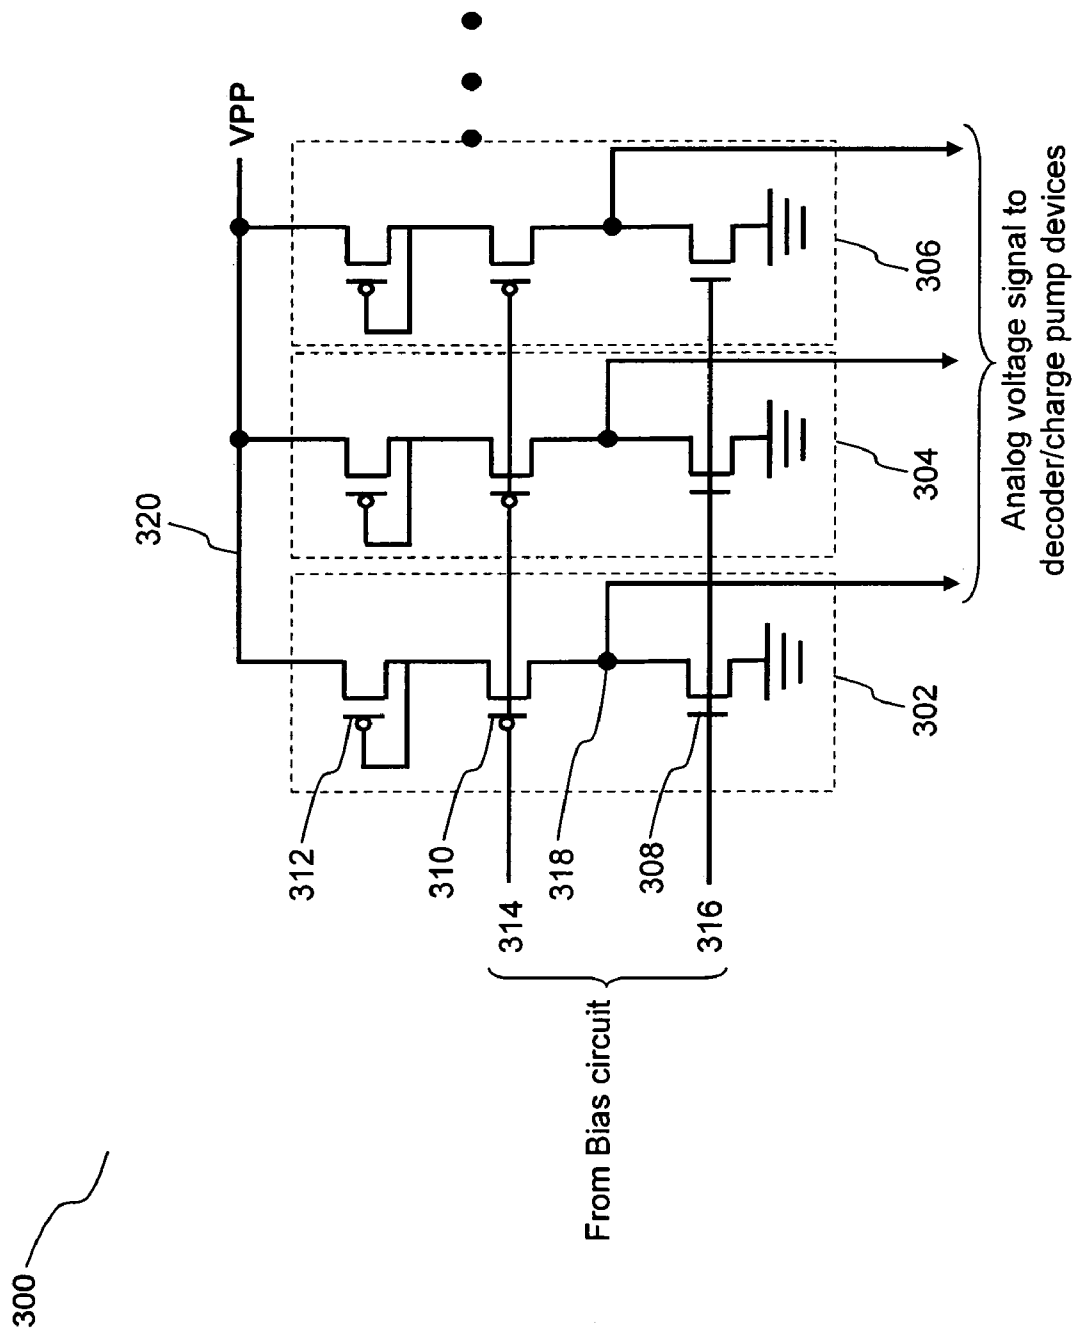 300
VPP
320
312
310
314
318
308
316
From Bias circuit
302
304
306
Analog voltage signal to
decoder/charge pump devices